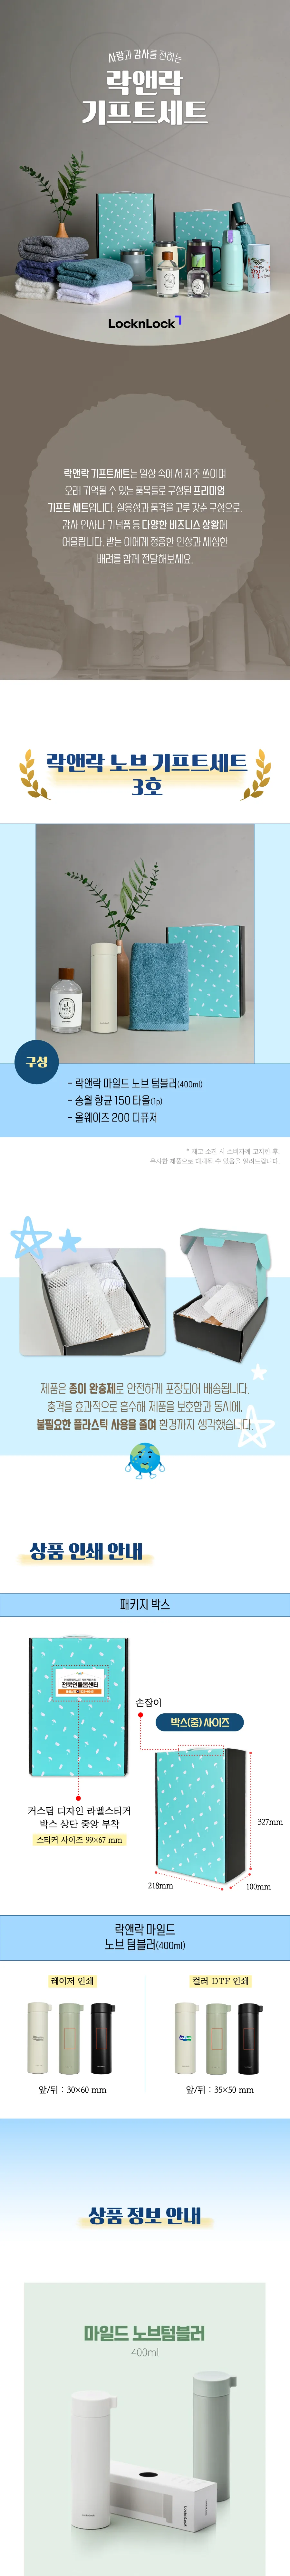 사랑과 감사를 전하는
락앤락
기프트세트
LocknLock
락앤락 기프트세트는 일상 속에서 자주 쓰이며
오래 기억될 수 있는 품목들로 구성된 프리미엄
기프트 세트입니다. 실용성과 품격을 고루 갖춘 구성으로,
감사 인사나 기념품 등 다양한 비즈니스 상황에
어울립니다. 받는 이에게 정중한 인상과 세심한
배려를 함께 전달해보세요.
락앤락 노브 기프트세트
3호
구성
- 락앤락 마일드 노브 텀블러(400ml)
- 송월 향균 150 타올(1p)
- 올웨이즈 200 디퓨저
* 재고 소진 시 소비자께 고지한 후,
유사한 제품으로 대체될 수 있음을 알려드립니다.
제품은 종이 완충제로 안전하게 포장되어 배송됩니다.
충격을 효과적으로 흡수해 제품을 보호함과 동시에,
불필요한 플라스틱 사용을 줄여 환경까지 생각했습니다.
상품 인쇄 안내
패키지 박스
전북인돌봄센터
손잡이
박스(중) 사이즈
커스텀 디자인 라벨스티커
박스 상단 중앙 부착
스티커 사이즈 99×67 mm
327mm
218mm
100mm
락앤락 마일드
노브 텀블러(400ml)
레이저 인쇄
컬러 DTF 인쇄
앞/뒤 : 30×60 mm
앞/뒤 : 35×50 mm
상품 정보 안내
마일드 노브텀블러
400ml
LocknLock